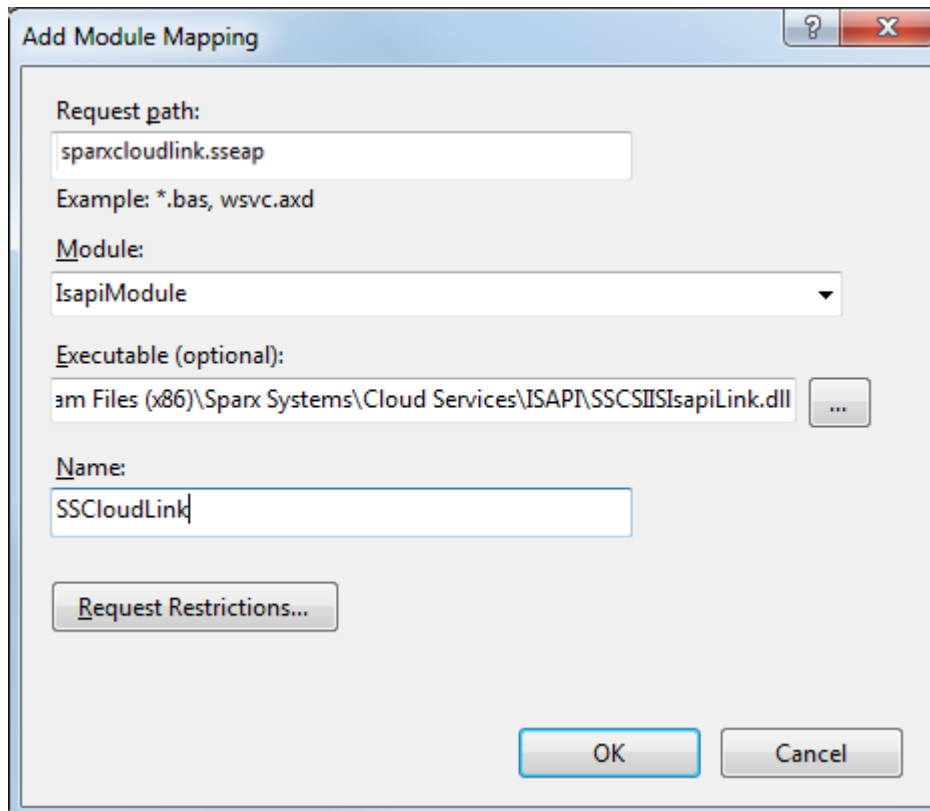 Add Module Mapping
?
Request path:
sparxcloudlink.sseap
Example: *.bas, wsvc.axd
Module:
IsapiModule
Executable (optional):
am Files (x86)\Sparx Systems\Cloud Services\ISAPI\SSCSIISIsapiLink.dll
...
Name:
SSCloudLink
Request Restrictions...
OK Cancel